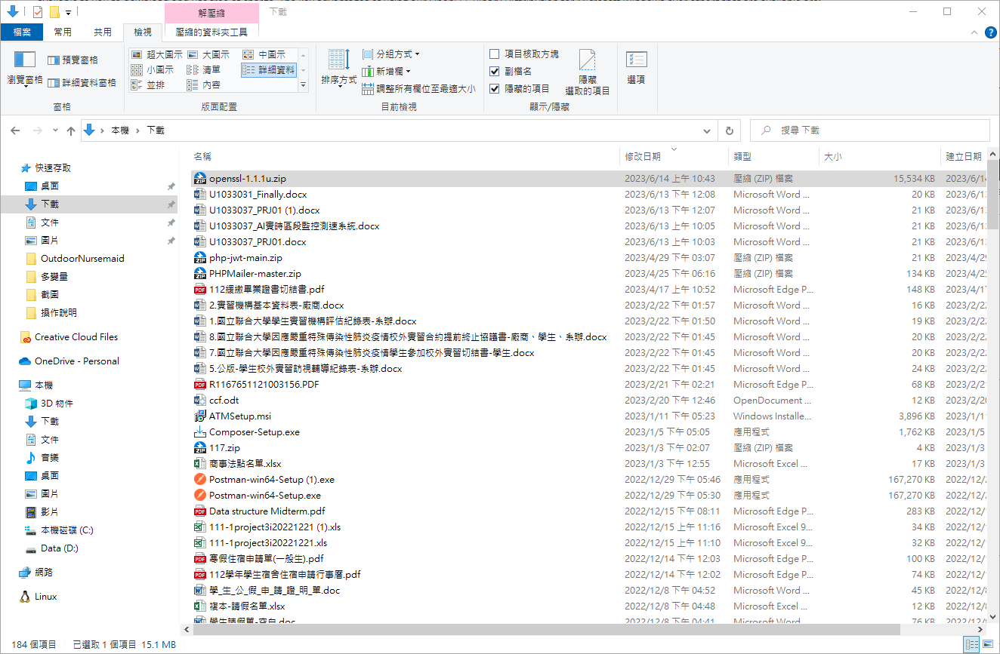 解壓縮 下載
檔案 常用 共用 檢視 壓縮的資料夾工具
瀏覽窗格 預覽窗格 詳細資料窗格
窗格
超大圖示 大圖示 中圖示
小圖示 清單 詳細資料
並排 內容
版面配置
排序方式 分組方式
新增欄
調整所有欄位至最適大小
目前檢視
項目核取方塊
副檔名
隱藏的項目
隱藏
選取的項目
顯示/隱藏
選項
本機 下載
搜尋 下載
快速存取
桌面
下載
文件
圖片
OutdoorNursemaid
多變量
截圖
操作說明
Creative Cloud Files
OneDrive - Personal
本機
3D 物件
下載
文件
音樂
桌面
圖片
影片
本機磁碟 (C:)
Data (D:)
網路
Linux
名稱 修改日期 類型 大小 建立日期
openssl-1.1.1u.zip 2023/6/14 上午 10:43 壓縮 (ZIP) 檔案 15,534 KB 2023/6/14
U1033031_Finally.docx 2023/6/13 下午 12:08 Microsoft Word ... 20 KB 2023/6/13
U1033037_PRJ01 (1).docx 2023/6/13 下午 12:07 Microsoft Word ... 21 KB 2023/6/13
U1033037_AI實時區段監控測速系統.docx 2023/6/13 上午 10:05 Microsoft Word ... 21 KB 2023/6/13
U1033037_PRJ01.docx 2023/6/13 上午 10:03 Microsoft Word ... 21 KB 2023/6/13
php-jwt-main.zip 2023/4/29 下午 03:07 壓縮 (ZIP) 檔案 21 KB 2023/4/29
PHPMailer-master.zip 2023/4/25 下午 06:16 壓縮 (ZIP) 檔案 134 KB 2023/4/25
112緩繳畢業證書切結書.pdf 2023/4/17 上午 10:52 Microsoft Edge P... 148 KB 2023/4/17
2.實習機構基本資料表-廠商.docx 2023/2/22 下午 01:57 Microsoft Word ... 16 KB 2023/2/22
1.國立聯合大學學生實習機構評估紀錄表-系辦.docx 2023/2/22 下午 01:50 Microsoft Word ... 19 KB 2023/2/22
8.國立聯合大學因應嚴重特殊傳染性肺炎疫情校外實習合約提前終止協議書-廠商、學生、系辦.docx 2023/2/22 下午 01:45 Microsoft Word ... 20 KB 2023/2/22
7.國立聯合大學因應嚴重特殊傳染性肺炎疫情學生參加校外實習切結書-學生.docx 2023/2/22 下午 01:45 Microsoft Word ... 20 KB 2023/2/22
5.公版-學生校外實習訪視輔導紀錄表-系辦.docx 2023/2/22 下午 01:45 Microsoft Word ... 24 KB 2023/2/22
R1167651121003156.PDF 2023/2/21 下午 02:21 Microsoft Edge P... 68 KB 2023/2/21
ccf.odt 2023/2/20 下午 12:46 OpenDocument ... 12 KB 2023/2/20
ATMSetup.msi 2023/1/11 下午 05:23 Windows Installe... 3,896 KB 2023/1/11
Composer-Setup.exe 2023/1/5 下午 05:05 應用程式 1,762 KB 2023/1/5
117.zip 2023/1/3 下午 02:07 壓縮 (ZIP) 檔案 4 KB 2023/1/3
商事法點名單.xlsx 2023/1/3 下午 12:55 Microsoft Excel ... 17 KB 2023/1/3
Postman-win64-Setup (1).exe 2022/12/29 下午 05:46 應用程式 167,270 KB 2022/12/
Postman-win64-Setup.exe 2022/12/29 下午 05:30 應用程式 167,270 KB 2022/12/
Data structure Midterm.pdf 2022/12/15 下午 08:11 Microsoft Edge P... 283 KB 2022/12/
111-1project3i20221221 (1).xls 2022/12/15 上午 11:16 Microsoft Excel 9... 34 KB 2022/12/
111-1project3i20221221.xls 2022/12/15 上午 11:10 Microsoft Excel 9... 32 KB 2022/12/
寒假住宿申請單(一般生).pdf 2022/12/14 下午 12:03 Microsoft Edge P... 100 KB 2022/12/
112學年學生宿舍住宿申請行事曆.pdf 2022/12/14 下午 12:02 Microsoft Edge P... 74 KB 2022/12/
學_生_公_假_申_請_證_明_單.doc 2022/12/8 下午 04:52 Microsoft Word ... 45 KB 2022/12/
複本-請假名單.xlsx 2022/12/8 下午 04:48 Microsoft Excel ... 12 KB 2022/12/
學生請假單-空白.doc 2022/12/8 下午 04:41 Microsoft Word 76 KB 2022/12/
184 個項目 已選取 1 個項目 15.1 MB